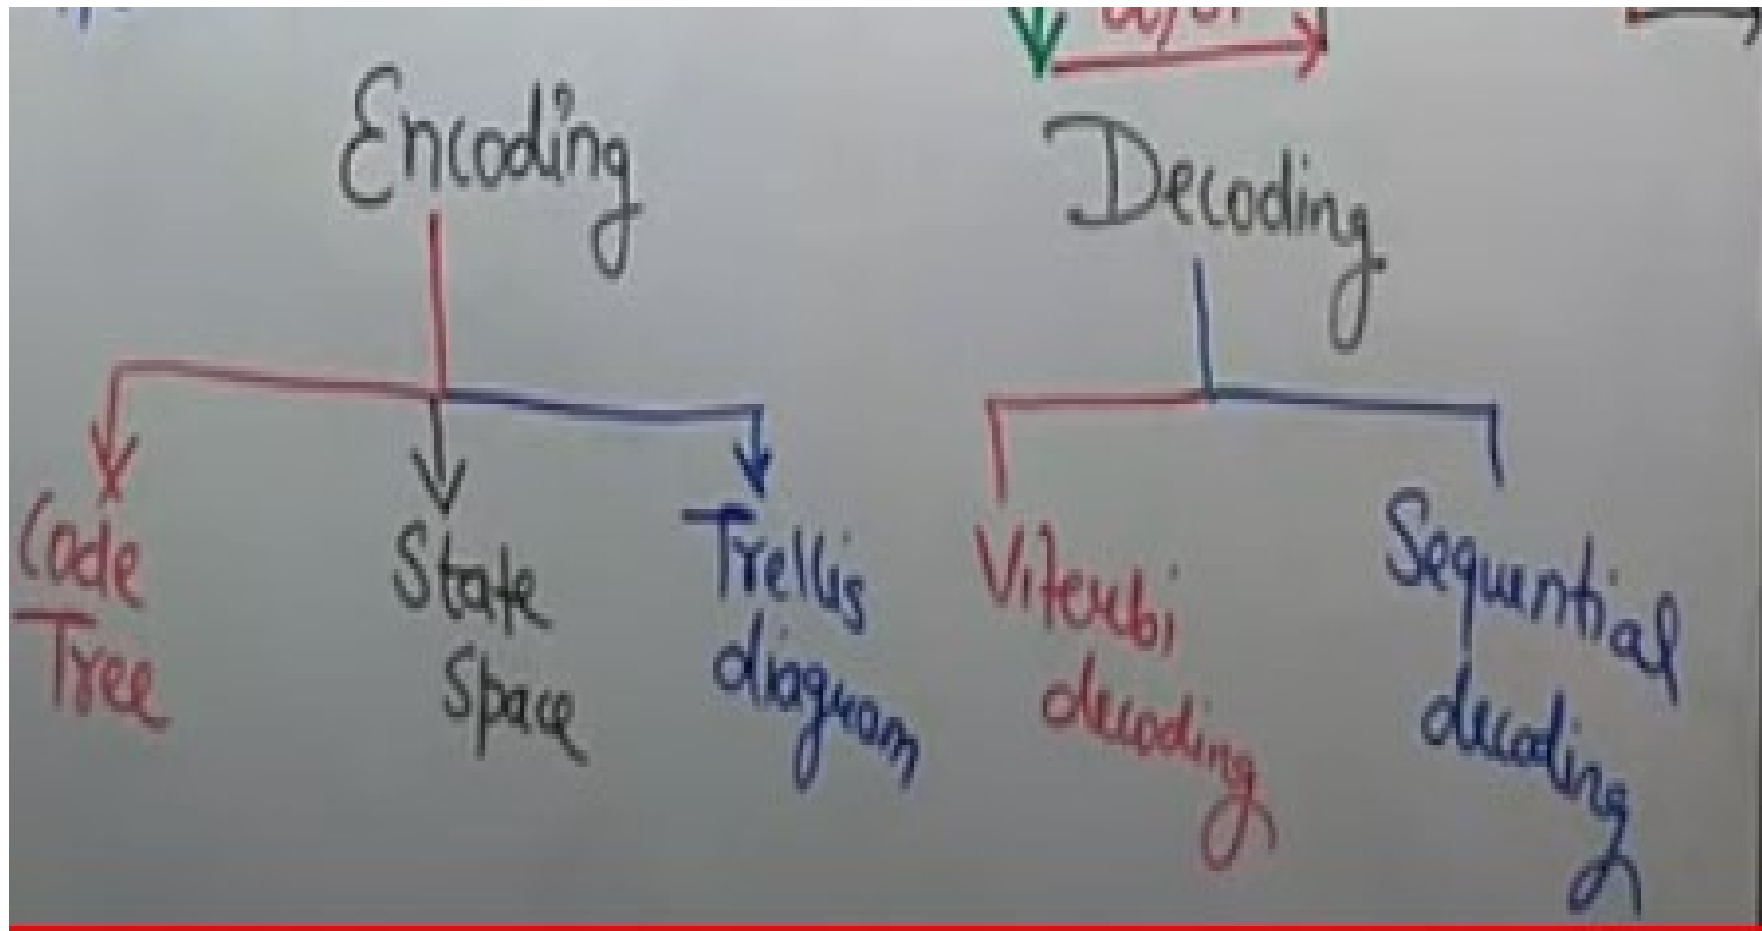 Encoding
Decoding
Code
Tree
State
Space
Trellis
diagram
Viterbi
decoding
Sequential
decoding